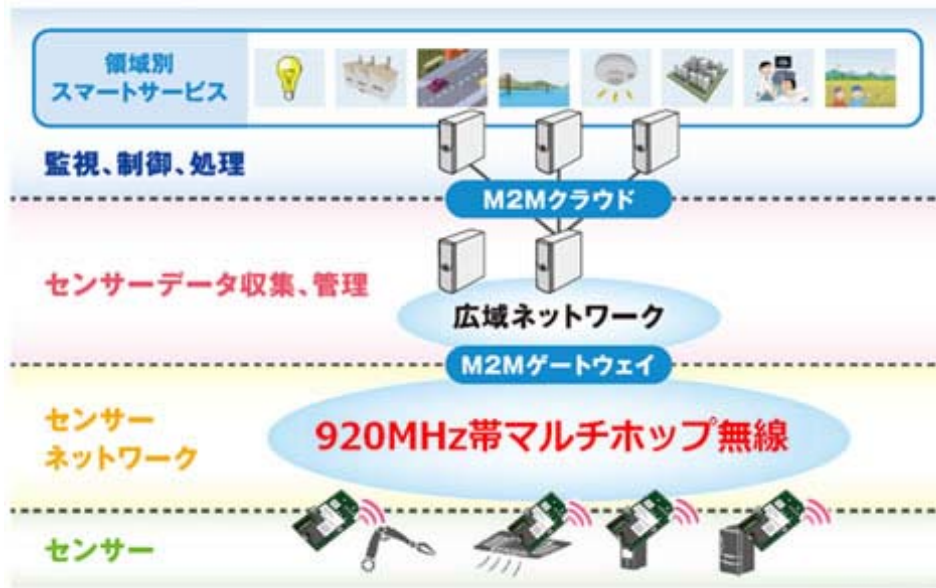 領域別
スマートサービス
監視、制御、処理
M2Mクラウド
センサーデータ収集、管理
広域ネットワーク
M2Mゲートウェイ
センサー
ネットワーク
920MHz帯マルチホップ無線
センサー